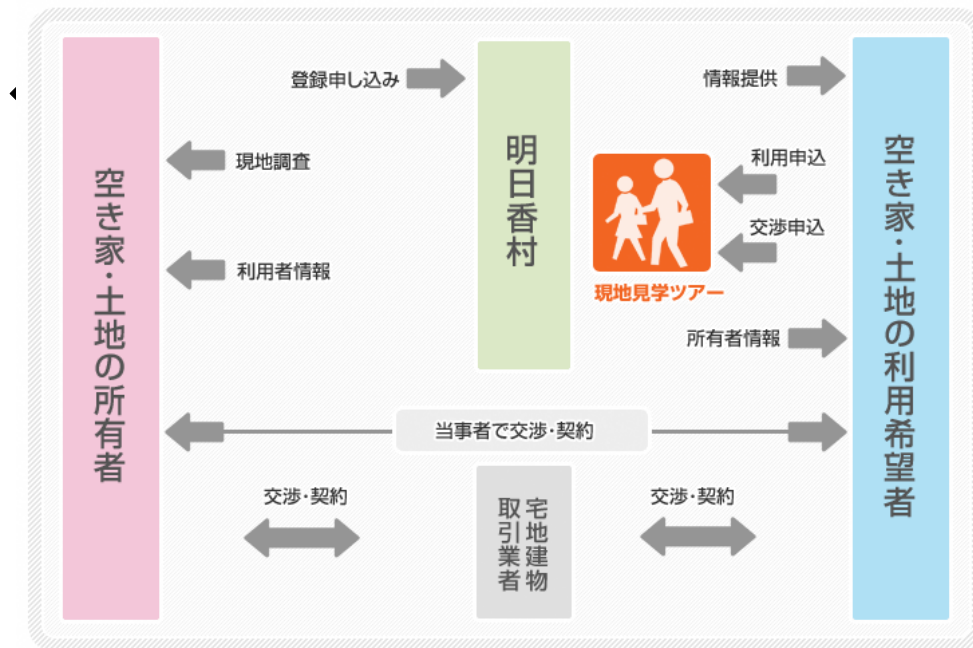 空き家・土地の所有者
登録申し込み
現地調査
利用者情報
明日香村
現地見学ツアー
情報提供
利用申込
交渉申込
所有者情報
空き家・土地の利用希望者
当事者で交渉・契約
交渉・契約
宅地建物
取引業者
交渉・契約